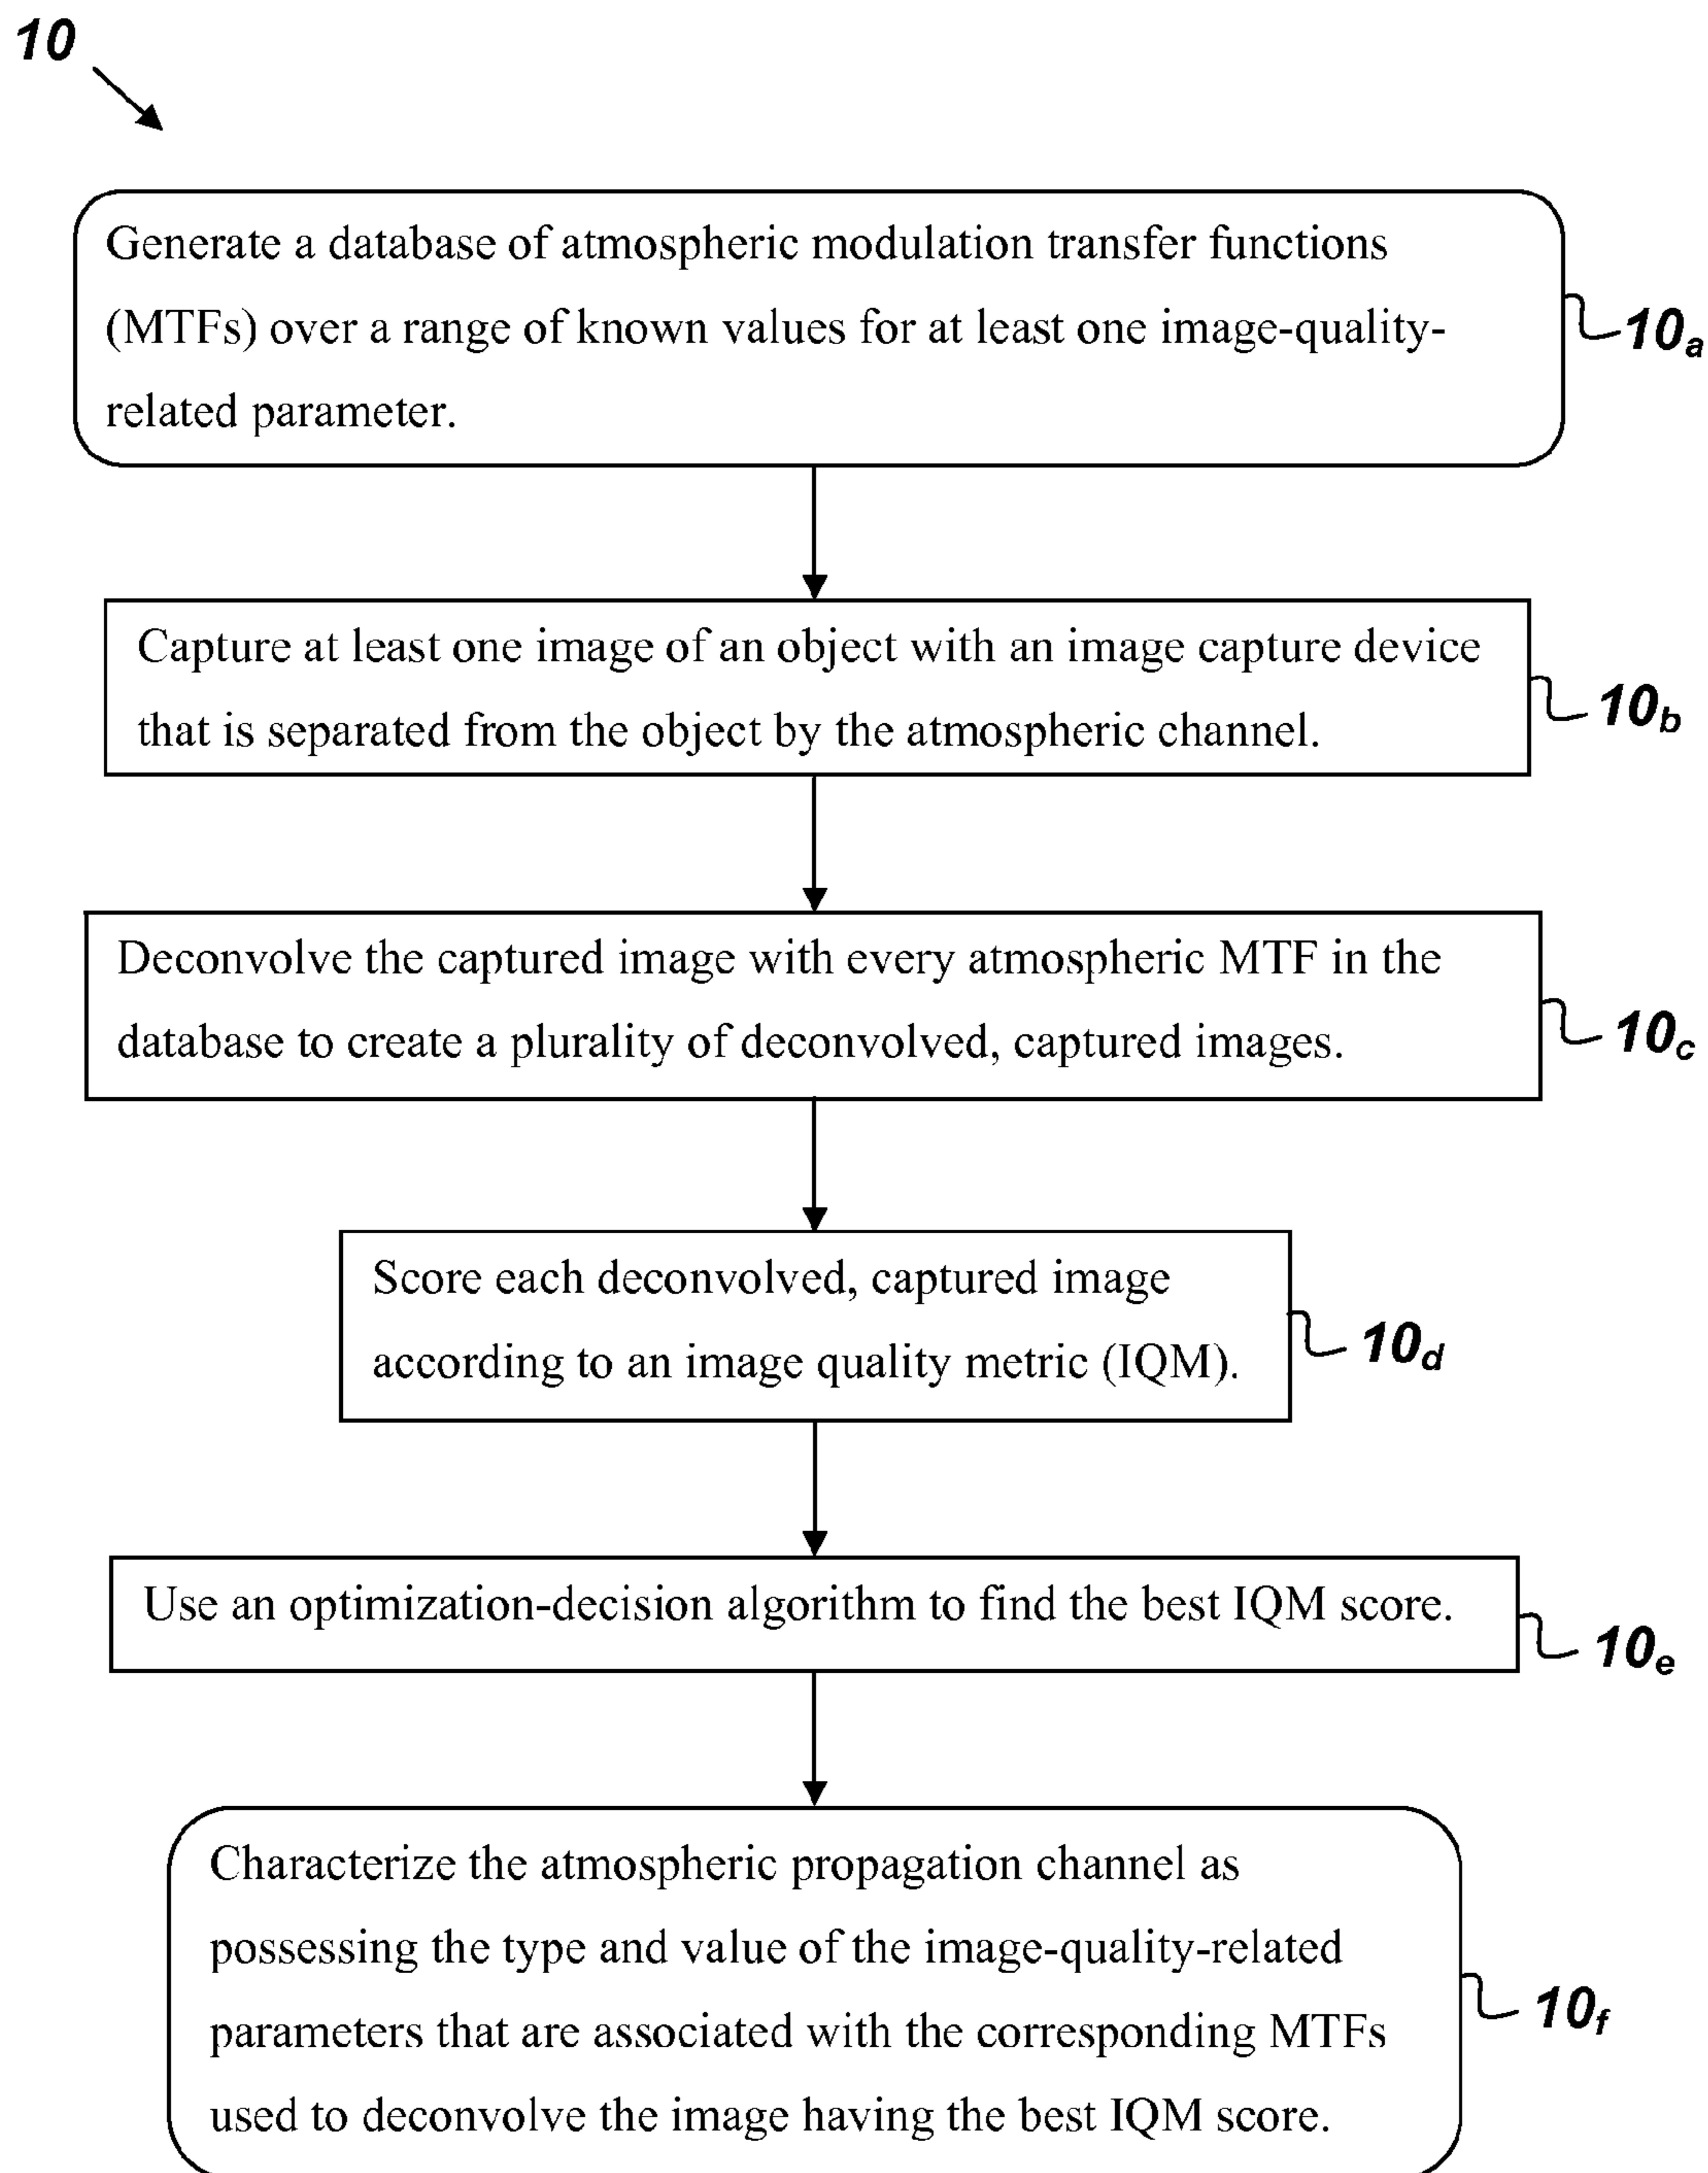 10
Generate a database of atmospheric modulation transfer functions
(MTFs) over a range of known values for at least one image-quality-
related parameter.
10a
Capture at least one image of an object with an image capture device
that is separated from the object by the atmospheric channel.
10b
Deconvolve the captured image with every atmospheric MTF in the
database to create a plurality of deconvolved, captured images.
10c
Score each deconvolved, captured image
according to an image quality metric (IQM).
10d
Use an optimization-decision algorithm to find the best IQM score.
10e
Characterize the atmospheric propagation channel as
possessing the type and value of the image-quality-related
parameters that are associated with the corresponding MTFs
used to deconvolve the image having the best IQM score.
10f